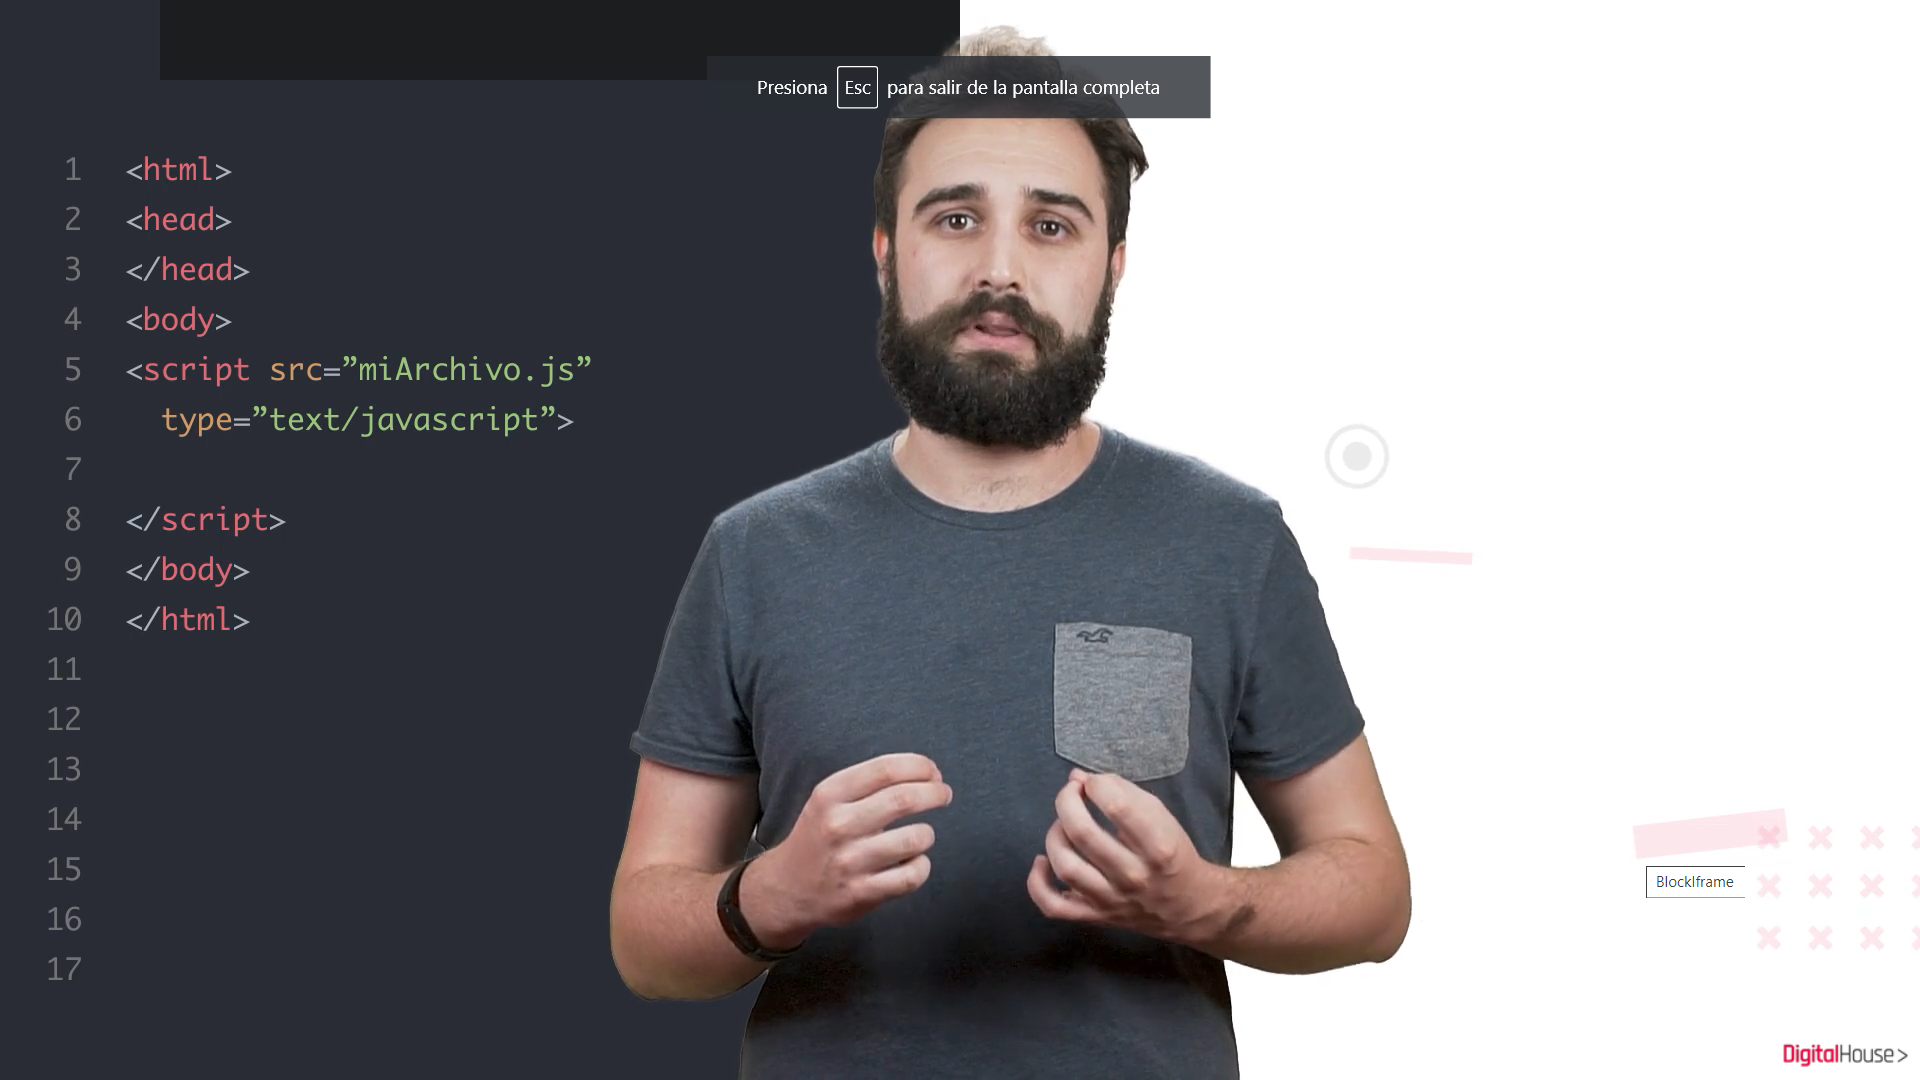 Presiona Esc para salir de la pantalla completa
1 <html>
2 <head>
3 </head>
4 <body>
5 <script src=”miArchivo.js”
6 type=”text/javascript”>
7
8 </script>
9 </body>
10 </html>
11
12
13
14
15
16
17
BlockIframe
DigitalHouse>